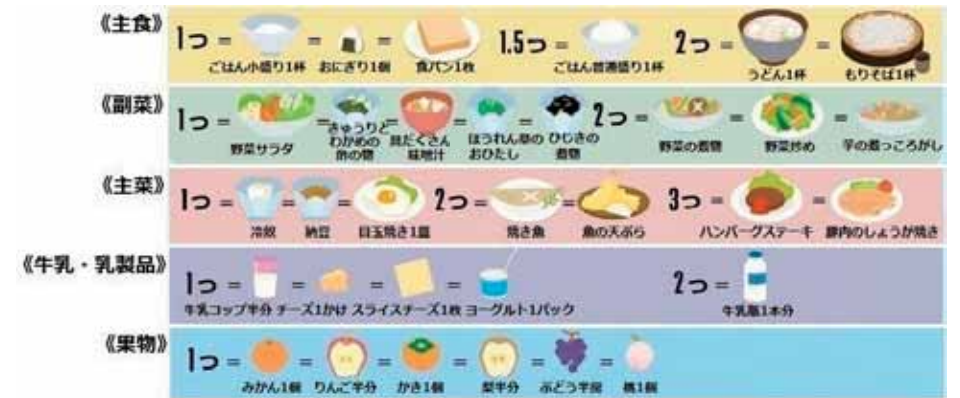 《主食》
1つ = = = 1.5つ = 2つ = =
ごはん小盛り1杯 おにぎり1個 食パン1枚 ごはん普通盛り1杯 うどん1杯 もりそば1杯
《副菜》
1つ = = = = = 2つ = = =
野菜サラダ きゅうりとわかめの酢の物 具だくさん味噌汁 ほうれん草のおひたし ひじきの煮物 野菜の煮物 野菜炒め 芋の煮っころがし
《主菜》
1つ = = = 2つ = = 3つ = =
冷奴 納豆 目玉焼き1皿 焼き魚 魚の天ぷら ハンバーグステーキ 豚肉のしょうが焼き
《牛乳・乳製品》
1つ = = = = 2つ =
牛乳コップ半分 チーズ1かけ スライスチーズ1枚 ヨーグルト1パック 牛乳瓶1本分
《果物》
1つ = = = = = =
みかん1個 りんご半分 かき1個 梨半分 ぶどう半房 桃1個